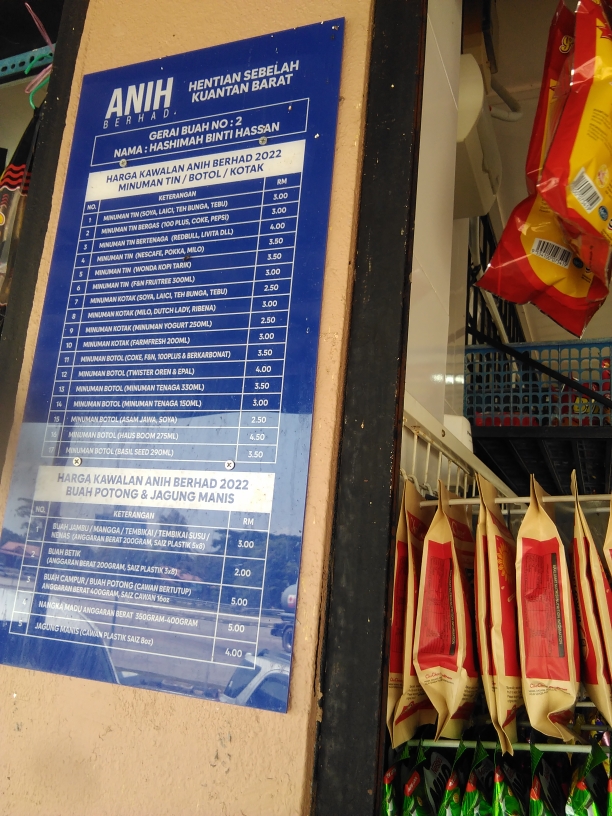 ANIH
BERHAD.
HENTIAN SEBELAH
KUANTAN BARAT
GERAI BUAH NO : 2
NAMA : HASHIMAH BINTI HASSAN
HARGA KAWALAN ANIH BERHAD 2022
MINUMAN TIN / BOTOL / KOTAK
NO. KETERANGAN RM
1 MINUMAN TIN (SOYA, LAICI, TEH BUNGA, TEBU) 3.00
2 MINUMAN TIN BERGAS (100 PLUS, COKE, PEPSI) 3.00
3 MINUMAN TIN BERTENAGA (REDBULL, LIVITA DLL) 4.00
4 MINUMAN TIN (NESCAFE, POKKA, MILO) 3.50
5 MINUMAN TIN (WONDA KOPI TARIK) 3.50
6 MINUMAN TIN (F&N FRUITREE 300ML) 3.00
7 MINUMAN KOTAK (SOYA, LAICI, TEH BUNGA, TEBU) 2.50
8 MINUMAN KOTAK (MILO, DUTCH LADY, RIBENA) 3.00
9 MINUMAN KOTAK (MINUMAN YOGURT 250ML) 2.50
10 MINUMAN KOTAK (FARMFRESH 200ML) 3.00
11 MINUMAN BOTOL (COKE, F&N, 100PLUS & BERKARBONAT) 3.50
12 MINUMAN BOTOL (TWISTER OREN & EPAL) 4.00
13 MINUMAN BOTOL (MINUMAN TENAGA 330ML) 3.50
14 MINUMAN BOTOL (MINUMAN TENAGA 150ML) 3.00
15 MINUMAN BOTOL (ASAM JAWA, SOYA) 2.50
16 MINUMAN BOTOL (HAUS BOOM 275ML) 4.50
MINUMAN BOTOL (BASIL SEED 290ML) 3.50
HARGA KAWALAN ANIH BERHAD 2022
BUAH POTONG & JAGUNG MANIS
NO. KETERANGAN RM
1 BUAH JAMBU / MANGGA / TEMBIKAI / TEMBIKAI SUSU /
NENAS (ANGGARAN BERAT 200GRAM, SAIZ PLASTIK 5x8) 3.00
2 BUAH BETIK
(ANGGARAN BERAT 200GRAM, SAIZ PLASTIK 5x8) 2.00
3 BUAH CAMPUR / BUAH POTONG (CAWAN BERTUTUP)
ANGGARAN BERAT 400GRAM, SAIZ CAWAN 16oz 5.00
4 NANGKA MADU ANGGARAN BERAT 350GRAM-400GRAM 5.00
5 JAGUNG MANIS (CAWAN PLASTIK SAIZ 8oz) 4.00